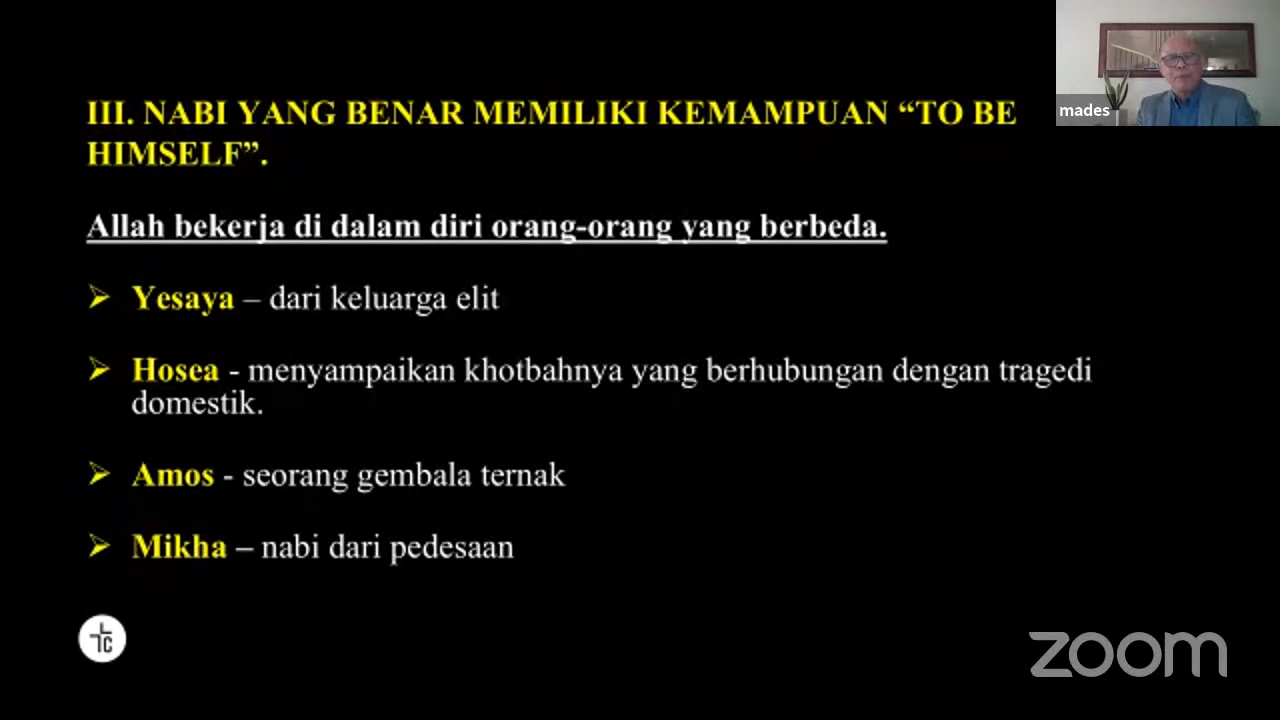 mades
III. NABI YANG BENAR MEMILIKI KEMAMPUAN “TO BE
HIMSELF”.
Allah bekerja di dalam diri orang-orang yang berbeda.
➢ Yesaya – dari keluarga elit
➢ Hosea - menyampaikan khotbahnya yang berhubungan dengan tragedi
domestik.
➢ Amos - seorang gembala ternak
➢ Mikha – nabi dari pedesaan
zoom